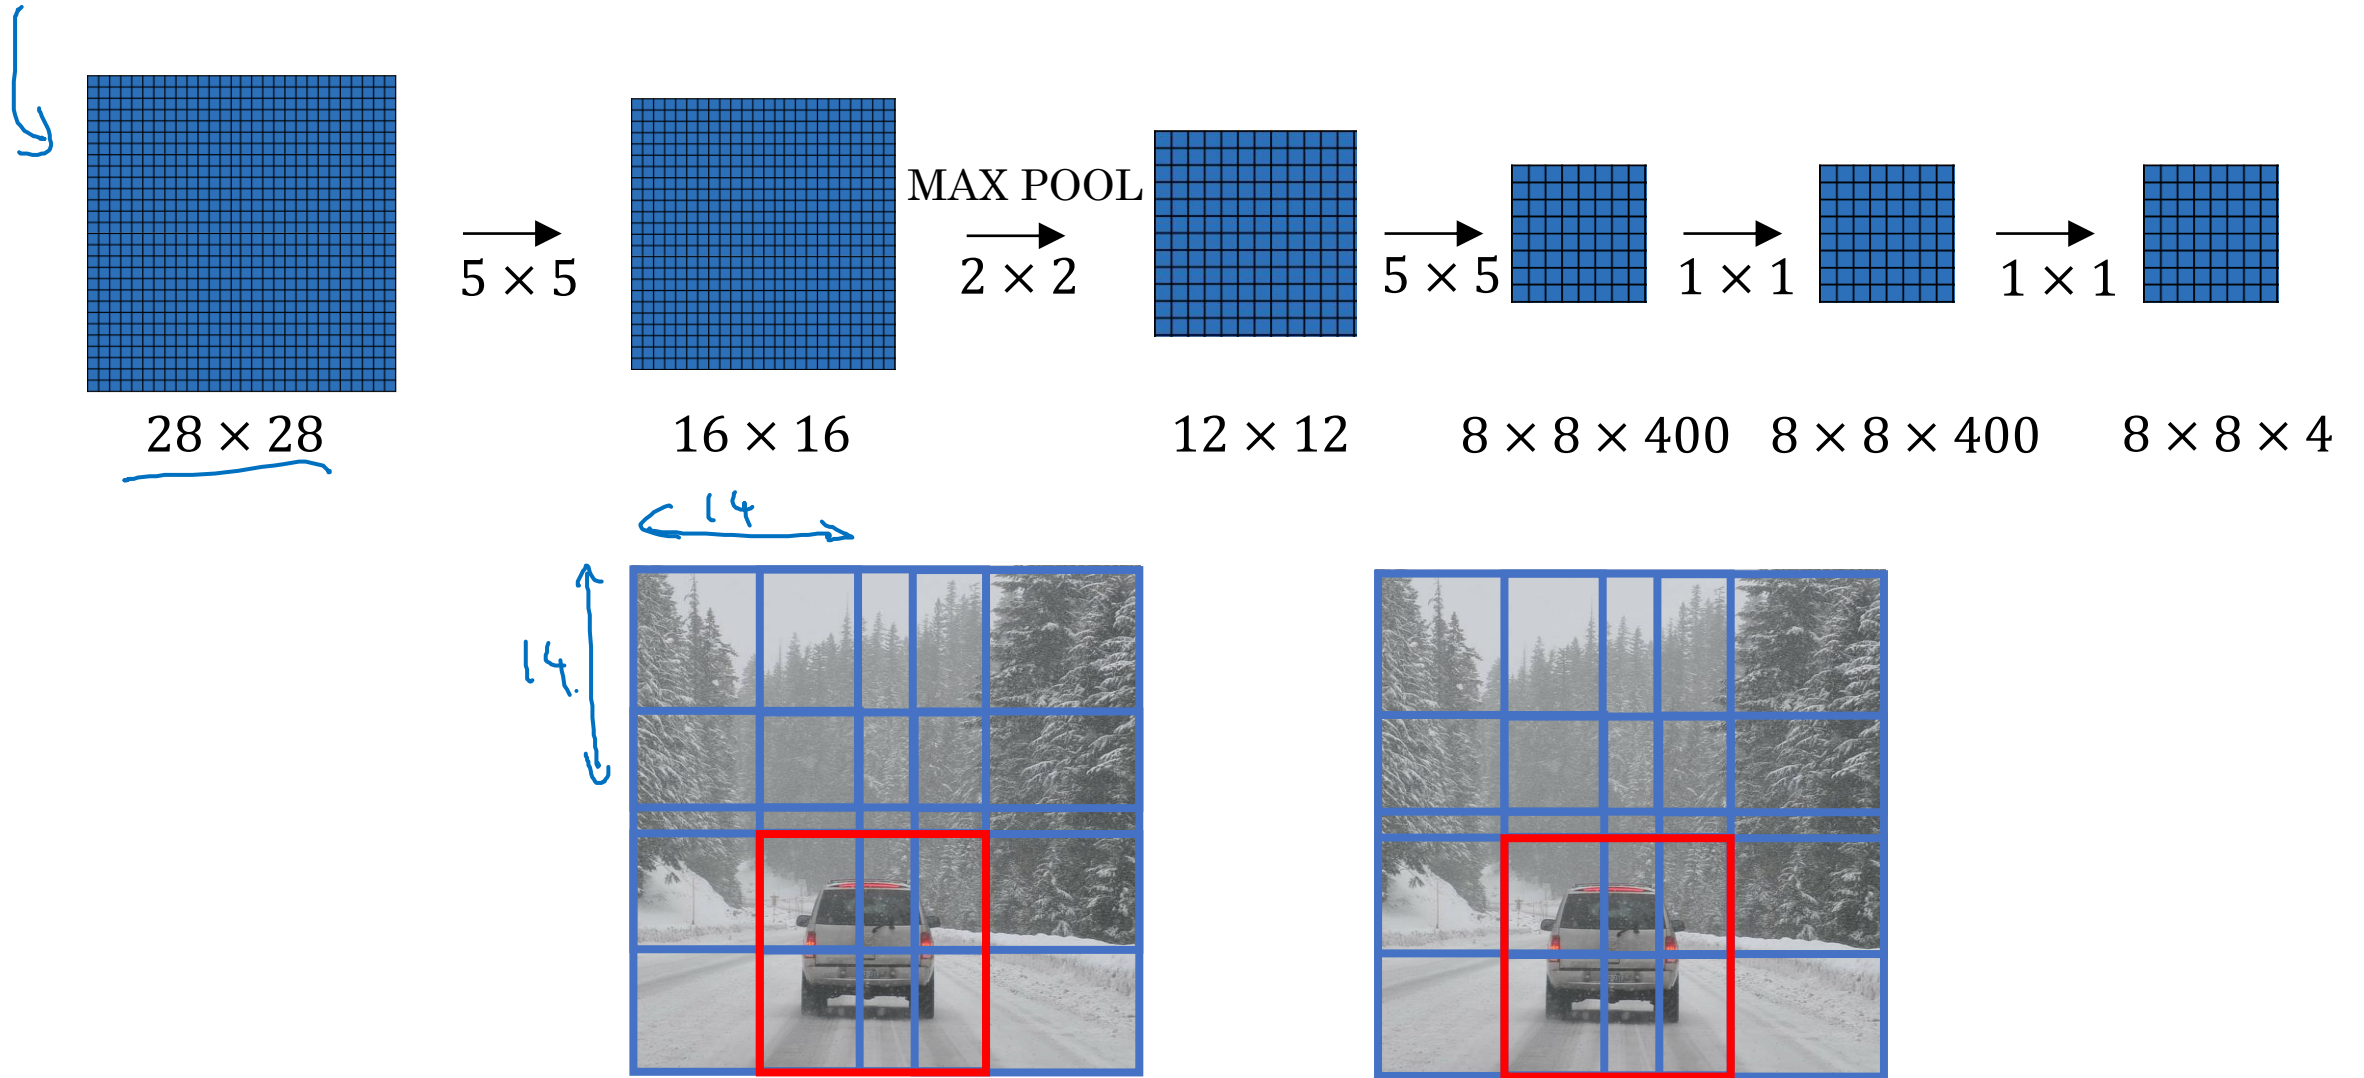 MAX POOL
5 × 5
2 × 2
5 × 5
1 × 1
1 × 1
28 × 28
16 × 16
12 × 12
8 × 8 × 400
8 × 8 × 400
8 × 8 × 4
14
14